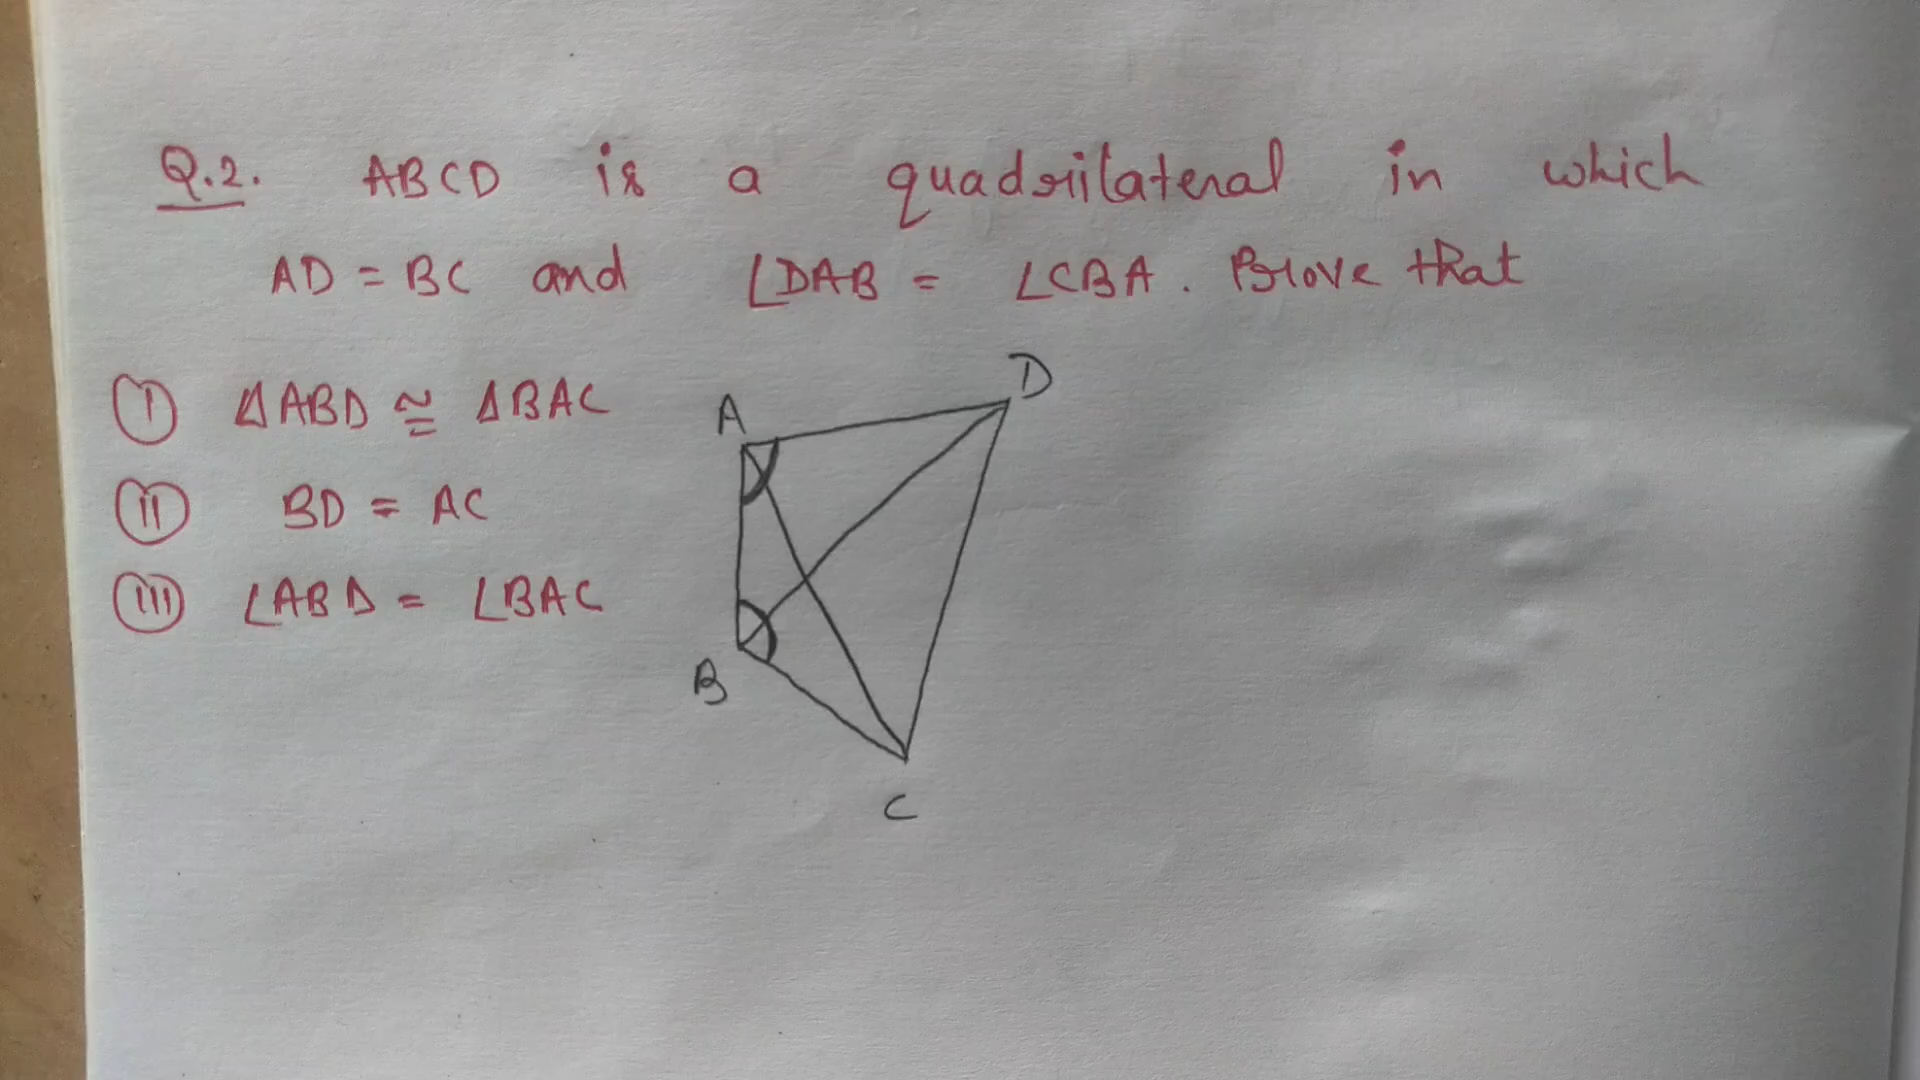 Q.2. ABCD is a quadrilateral in which
AD = BC and ∠DAB = ∠CBA. Prove that
(I) ΔABD ≅ ΔBAC
(II) BD = AC
(III) ∠ABD = ∠BAC
A
D
B
C